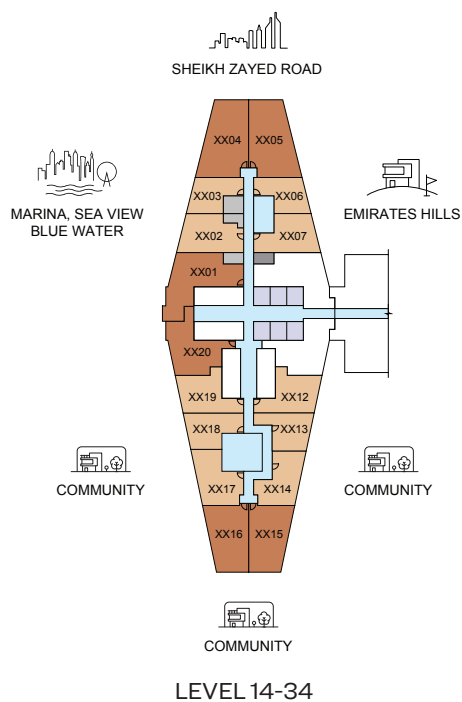 SHEIKH ZAYED ROAD
XX04 XX05
MARINA, SEA VIEW
BLUE WATER
EMIRATES HILLS
XX03 XX06
XX02 XX07
XX01
XX20
XX19 XX12
XX18 XX13
XX17 XX14
COMMUNITY
COMMUNITY
XX16 XX15
COMMUNITY
LEVEL 14-34